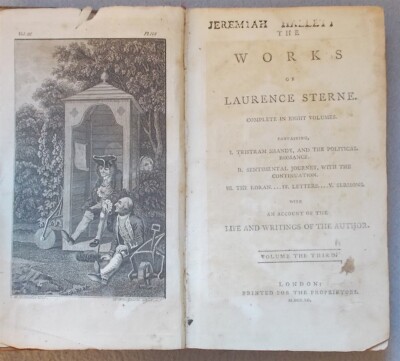 JEREMIAH HALLETT
THE
WORKS
OF
LAURENCE STERNE.
COMPLETE IN EIGHT VOLUMES.
CONTAINING,
I. TRISTRAM SHANDY, AND THE POLITICAL
ROMANCE.
II. SENTIMENTAL JOURNEY, WITH THE
CONTINUATION.
III. THE KORAN.... IV. LETTERS.... V. SERMONS.
WITH
AN ACCOUNT OF THE
LIFE AND WRITINGS OF THE AUTHOR.
VOLUME THE
LONDON:
PRINTED FOR THE PROPRIETORS.